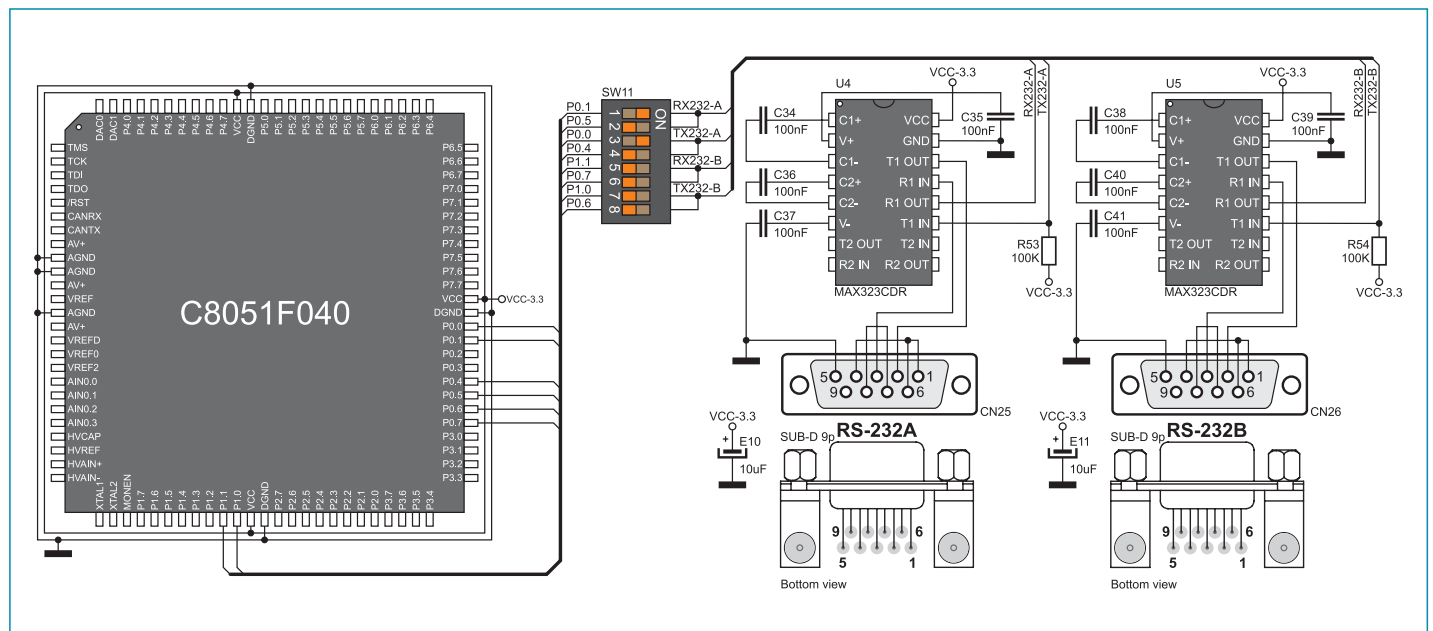 DAC0
DAC1
P4.0
P4.1
P4.2
P4.3
P4.4
P4.5
P4.6
P4.7
VCC
DGND
P5.0
P5.1
P5.2
P5.3
P5.4
P5.5
P5.6
P5.7
P6.0
P6.1
P6.2
P6.3
P6.4
TMS
TCK
TDI
TDO
/RST
CANRX
CANTX
AV+
AGND
AGND
AV+
VREF
AGND
AV+
VREFD
VREF0
VREF2
AIN0.0
AIN0.1
AIN0.2
AIN0.3
HVCAP
HVREF
HVAIN+
HVAIN-
C8051F040
P6.5
P6.6
P6.7
P7.0
P7.1
P7.2
P7.3
P7.4
P7.5
P7.6
P7.7
VCC
DGND
P0.0
P0.1
P0.2
P0.3
P0.4
P0.5
P0.6
P0.7
P3.0
P3.1
P3.2
P3.3
XTAL1
XTAL2
MONEN
P1.7
P1.6
P1.5
P1.4
P1.3
P1.2
P1.1
P1.0
VCC
DGND
P2.7
P2.6
P2.5
P2.4
P2.3
P2.2
P2.1
P2.0
P3.7
P3.6
P3.5
P3.4
VCC-3.3
SW11
P0.1
P0.5
P0.0
P0.4
P1.1
P0.7
P1.0
P0.6
1
2
3
4
5
6
7
8
ON
RX232-A
TX232-A
RX232-B
TX232-B
U4
VCC-3.3
RX232-A
TX232-A
C34
100nF
C35
100nF
C36
100nF
C37
100nF
C1+
V+
C1-
C2+
C2-
V-
T2 OUT
R2 IN
VCC
GND
T1 OUT
R1 IN
R1 OUT
T1 IN
T2 IN
R2 OUT
MAX323CDR
R53
100K
VCC-3.3
5
1
9
6
CN25
RS-232A
VCC-3.3
+
E10
10uF
SUB-D 9p
9
6
5
1
Bottom view
U5
VCC-3.3
RX232-B
TX232-B
C38
100nF
C39
100nF
C40
100nF
C41
100nF
C1+
V+
C1-
C2+
C2-
V-
T2 OUT
R2 IN
VCC
GND
T1 OUT
R1 IN
R1 OUT
T1 IN
T2 IN
R2 OUT
MAX323CDR
R54
100K
VCC-3.3
5
1
9
6
CN26
RS-232B
VCC-3.3
+
E11
10uF
SUB-D 9p
9
6
5
1
Bottom view